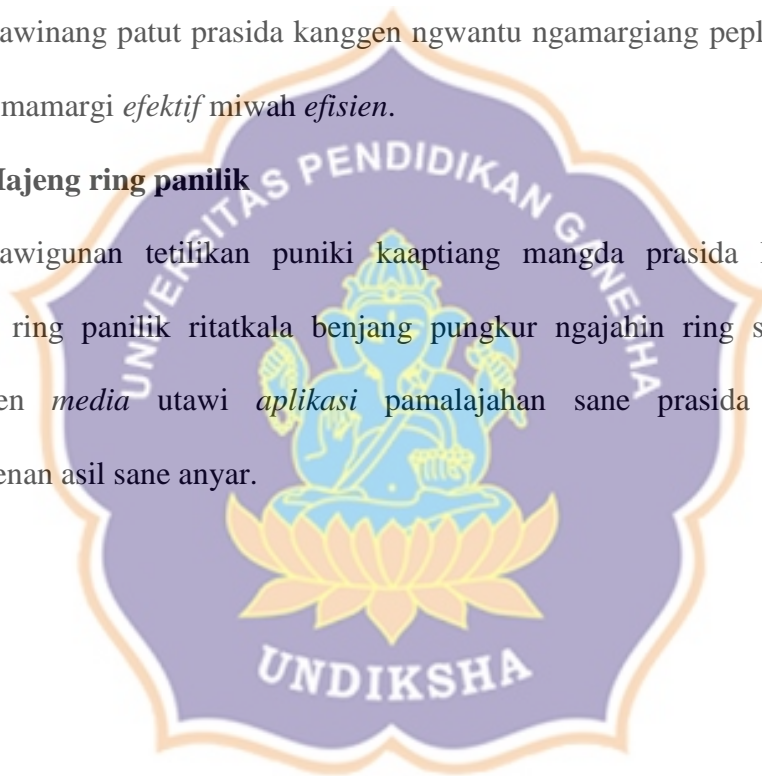 awinang patut prasida kanggen ngwantu ngamargiang pepl
mamargi efektif miwah efisien.
ajeng ring panilik
awigunan tetilikan puniki kaaptiang mangda prasida
ring panilik ritatkala benjang pungkur ngajahin ring s
en media utawi aplikasi pamalajahan sane prasida
enan asil sane anyar.
UNIVERSITAS PENDIDIKAN GANESHA
UNDIKSHA